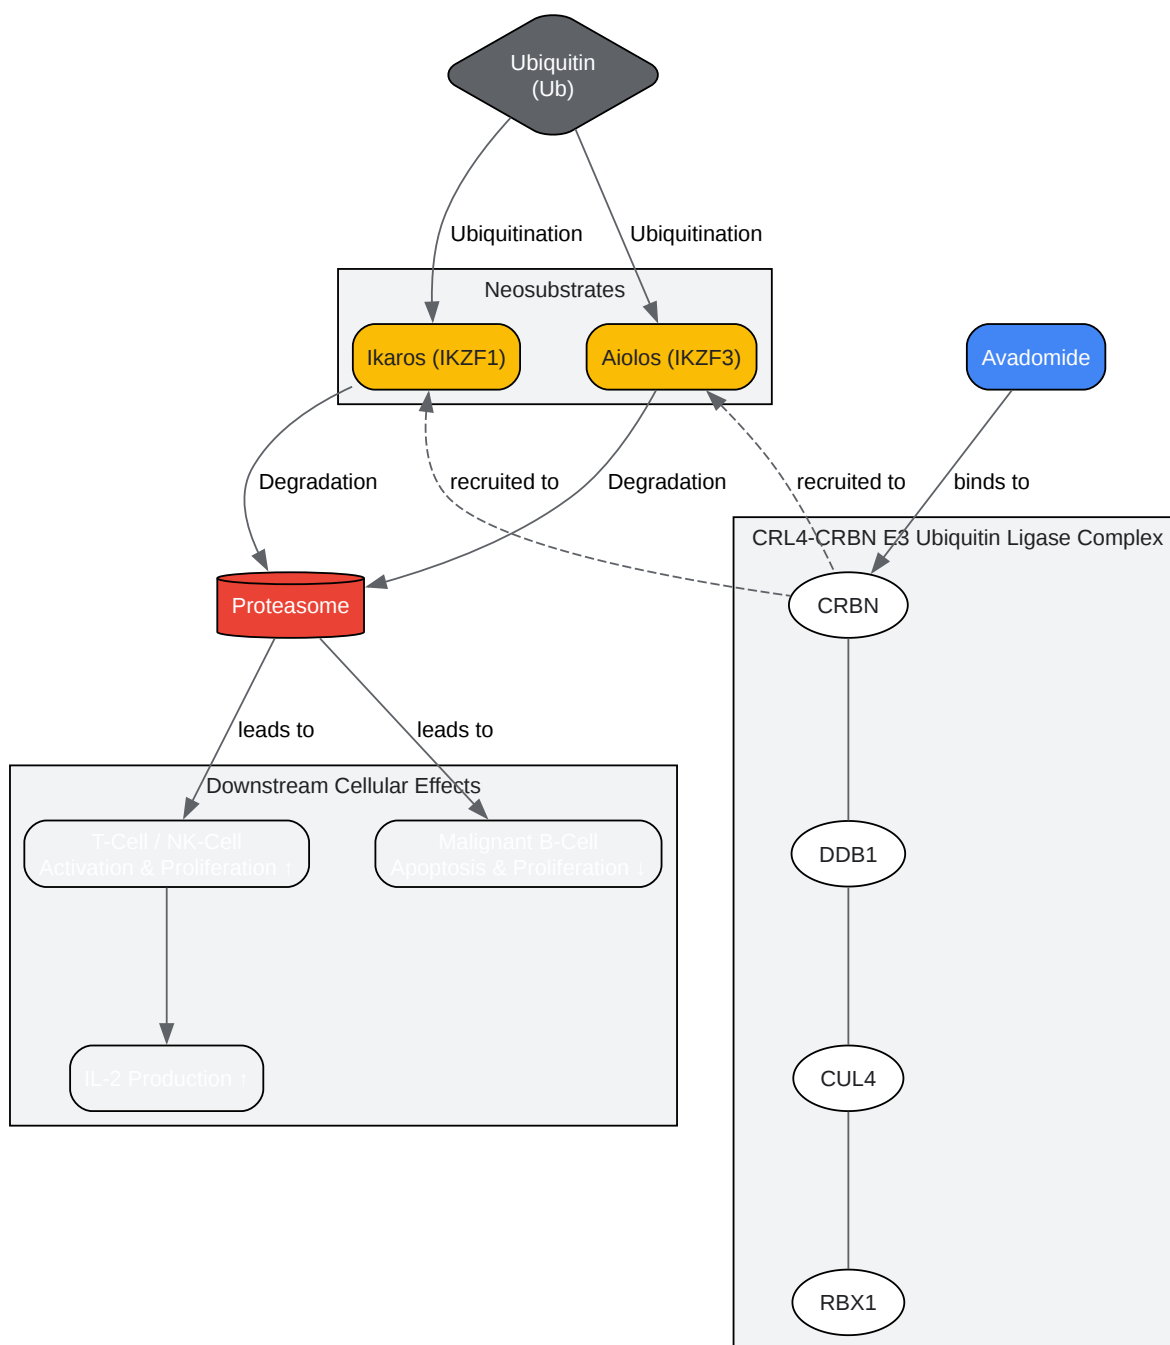 Ubiquitin
(Ub)
Ubiquitination
Ubiquitination
Neosubstrates
Ikaros (IKZF1)
Aiolos (IKZF3)
Avadomide
Degradation
recruited to
Degradation
recruited to
binds to
CRL4-CRBN E3 Ubiquitin Ligase Complex
Proteasome
CRBN
leads to
leads to
Downstream Cellular Effects
T-Cell / NK-Cell
Activation & Proliferation ↑
Malignant B-Cell
Apoptosis & Proliferation ↓
DDB1
IL-2 Production ↑
CUL4
RBX1